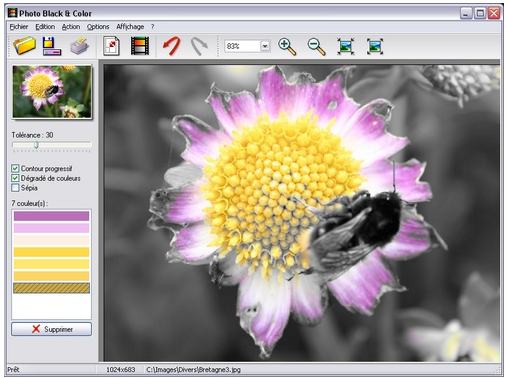 Photo Black & Color
Fichier Edition Action Options Affichage ?
83%
Tolérance : 30
Contour progressif
Dégradé de couleurs
Sépia
7 couleur(s) :
Supprimer
Prêt 1024x683 C:\Images\Divers\Bretagne3.jpg